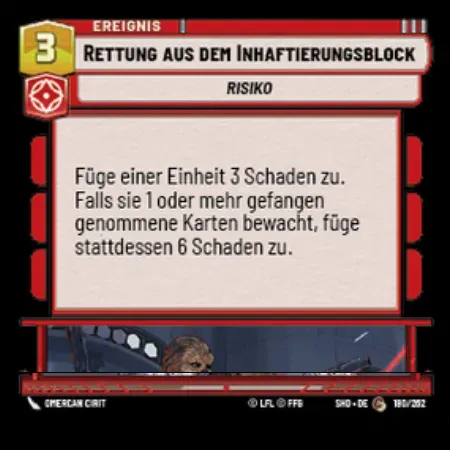 EREIGNIS
3
RETTUNG AUS DEM INHAFTIERUNGSBLOCK
RISIKO
Füge einer Einheit 3 Schaden zu.
Falls sie 1 oder mehr gefangen
genommene Karten bewacht, füge
stattdessen 6 Schaden zu.
OMERCAN CIRIT
© LFL © FFG
SHD • DE
180/262